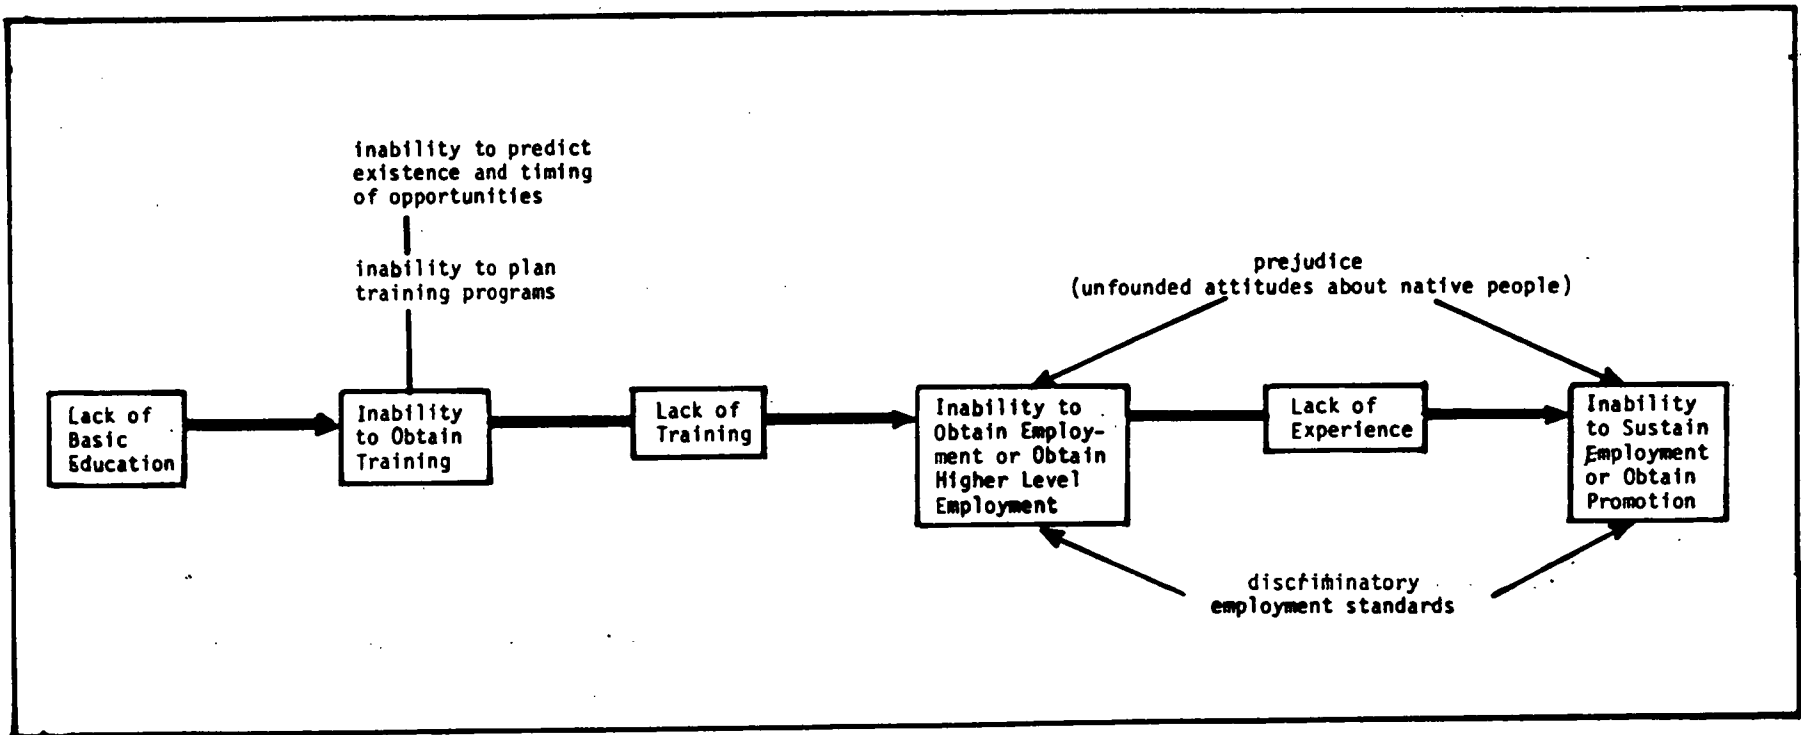 inability to predict
existence and timing
of opportunities
inability to plan
training programs
prejudice
(unfounded attitudes about native people)
Lack of
Basic
Education
Inability
to Obtain
Training
Lack of
Training
Inability to
Obtain Employ-
ment or Obtain
Higher Level
Employment
Lack of
Experience
Inability
to Sustain
Employment
or Obtain
Promotion
discriminatory
employment standards